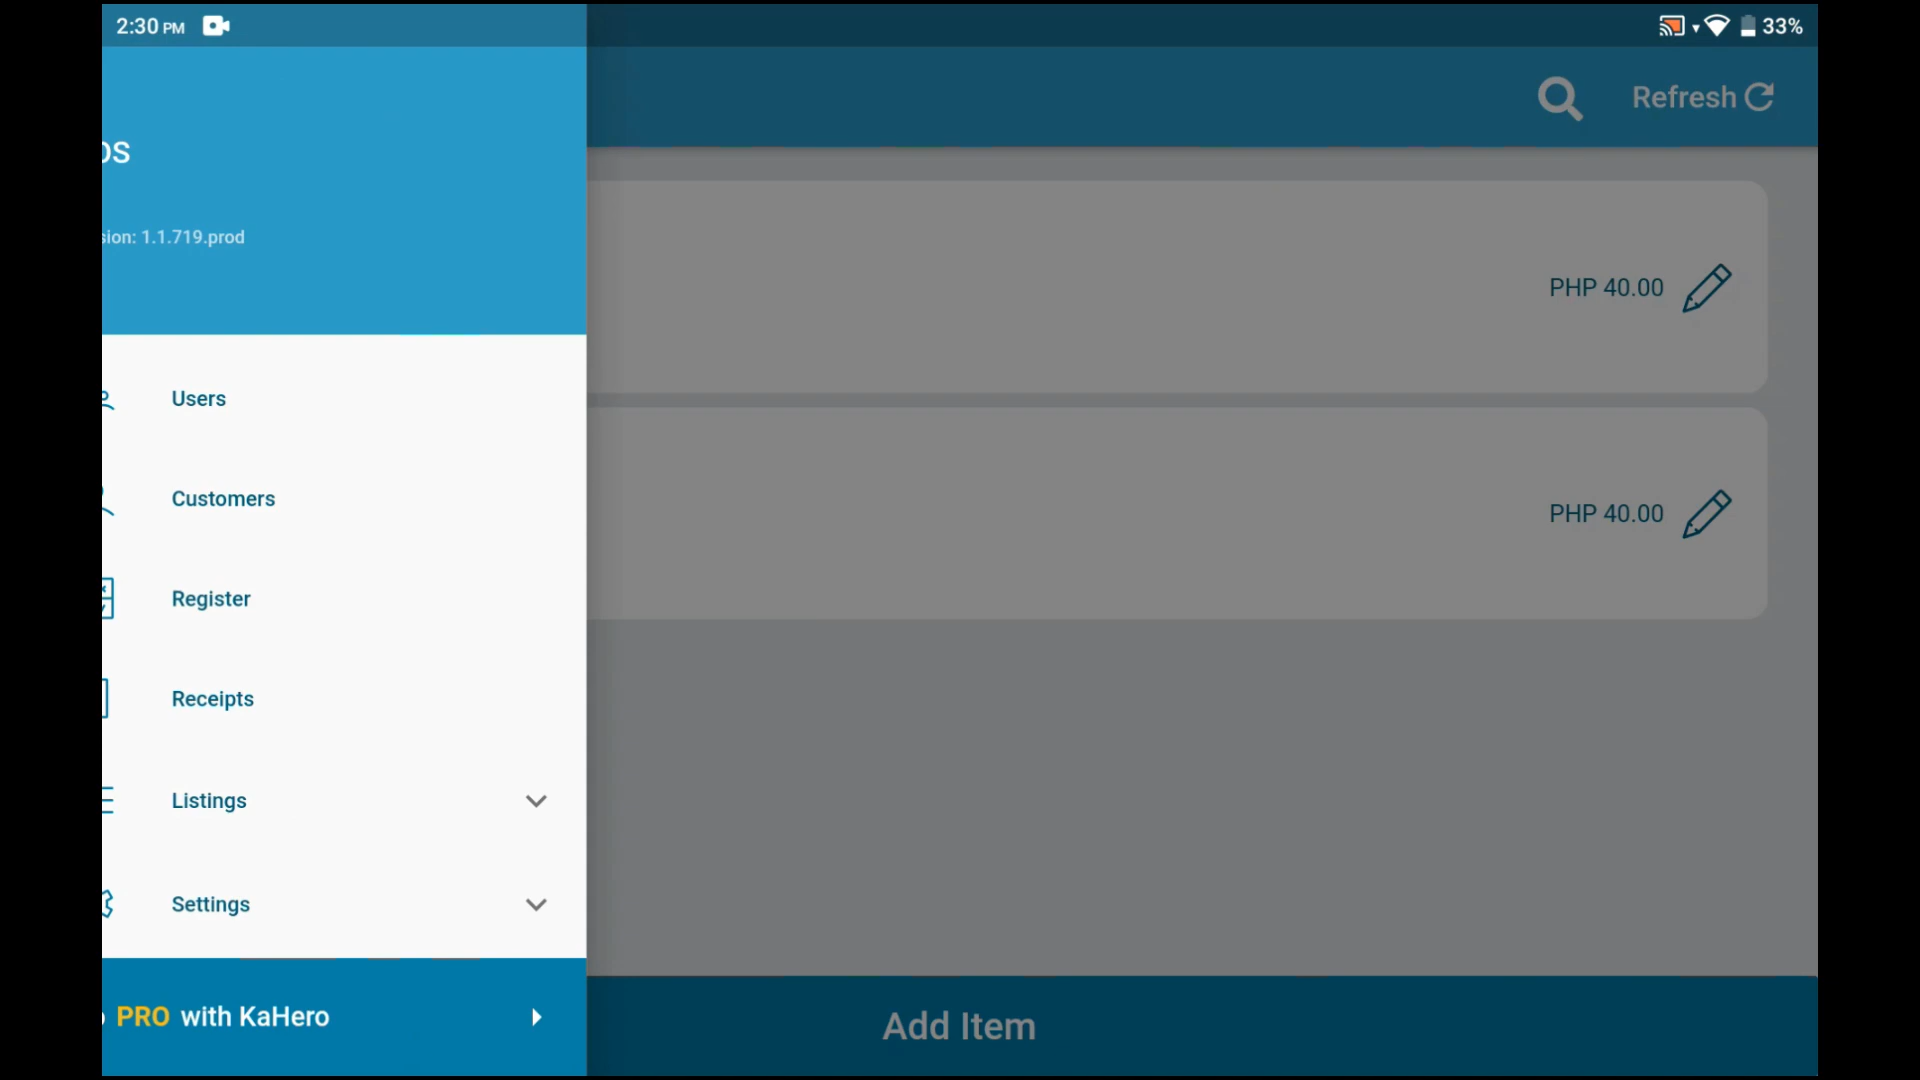 2:30 PM
33%
Refresh
OS
sion: 1.1.719.prod
PHP 40.00
Users
Customers
PHP 40.00
Register
Receipts
Listings
Settings
PRO with KaHero
Add Item